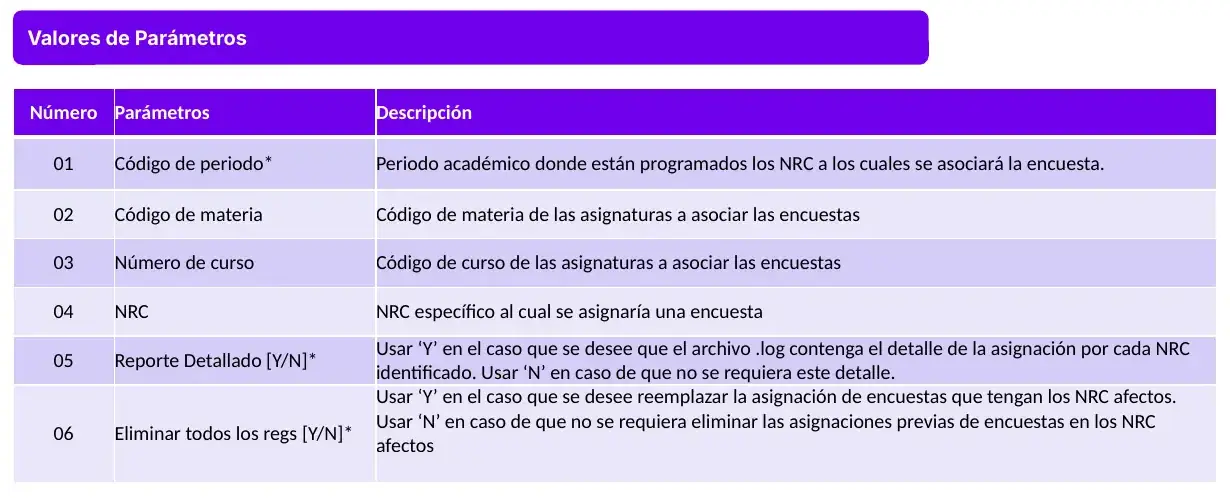 Valores de Parámetros
Número Parámetros Descripción
01 Código de periodo* Periodo académico donde están programados los NRC a los cuales se asociará la encuesta.
02 Código de materia Código de materia de las asignaturas a asociar las encuestas
03 Número de curso Código de curso de las asignaturas a asociar las encuestas
04 NRC NRC específico al cual se asignaría una encuesta
05 Reporte Detallado [Y/N]* Usar ‘Y’ en el caso que se desee que el archivo .log contenga el detalle de la asignación por cada NRC
identificado. Usar ‘N’ en caso de que no se requiera este detalle.
06 Eliminar todos los regs [Y/N]* Usar ‘Y’ en el caso que se desee reemplazar la asignación de encuestas que tengan los NRC afectos.
Usar ‘N’ en caso de que no se requiera eliminar las asignaciones previas de encuestas en los NRC
afectos